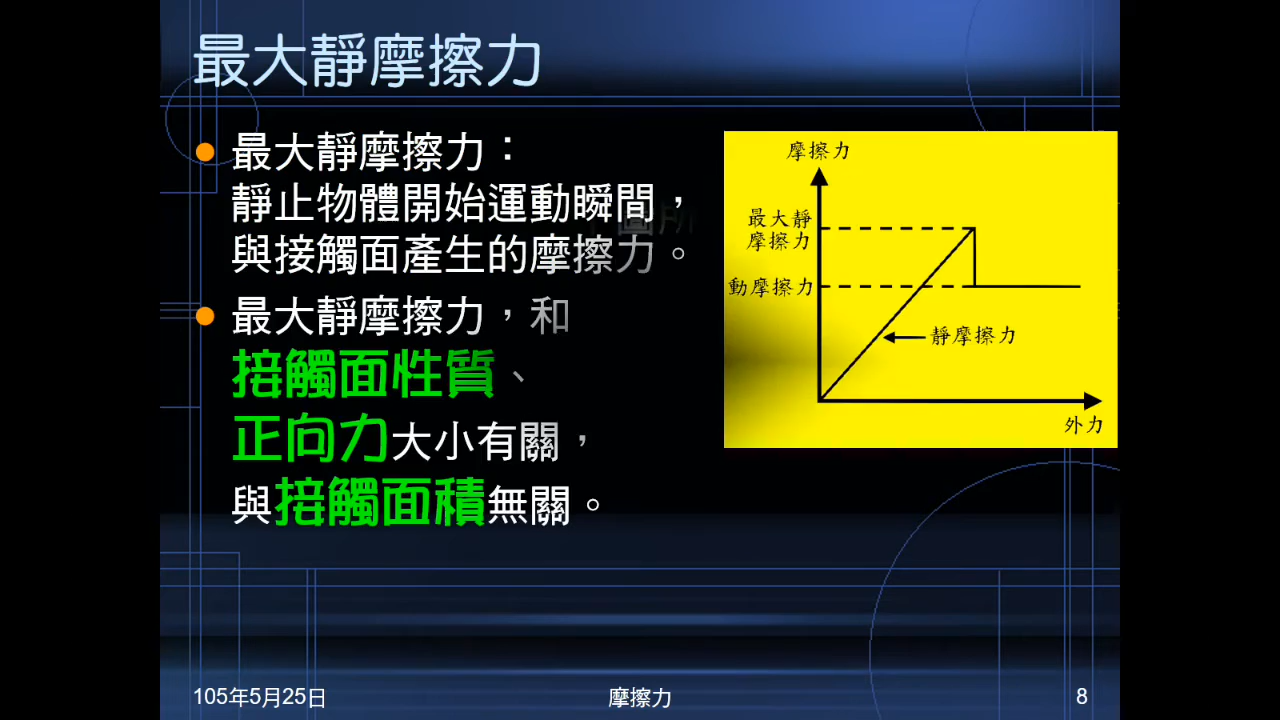 最大靜摩擦力
最大靜摩擦力：
靜止物體開始運動瞬間，
與接觸面產生的摩擦力。
最大靜摩擦力，和
接觸面性質、
正向力大小有關，
與接觸面積無關。
摩擦力
最大靜
摩擦力
動摩擦力
靜摩擦力
外力
105年5月25日
摩擦力
8